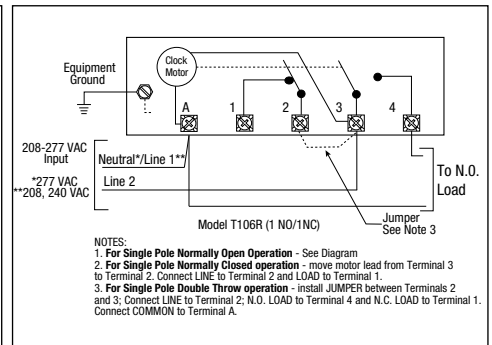 Equipment
Ground
Clock
Motor
A
1
2
3
4
208-277 VAC
Input
*277 VAC
**208, 240 VAC
Neutral*/Line 1**
Line 2
To N.O.
Load
Model T106R (1 NO/1NC)
Jumper
See Note 3
NOTES:
1. For Single Pole Normally Open Operation - See Diagram
2. For Single Pole Normally Closed operation - move motor lead from Terminal 3
to Terminal 2. Connect LINE to Terminal 2 and LOAD to Terminal 1.
3. For Single Pole Double Throw operation - install JUMPER between Terminals 2
and 3; Connect LINE to Terminal 2; N.O. LOAD to Terminal 4 and N.C. LOAD to Terminal 1.
Connect COMMON to Terminal A.